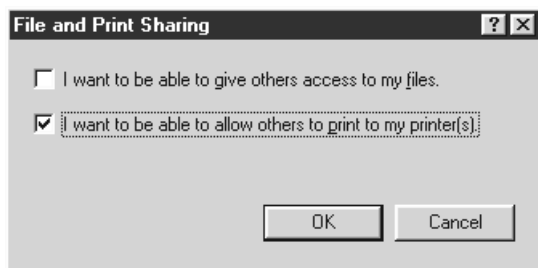 File and Print Sharing
I want to be able to give others access to my files.
I want to be able to allow others to print to my printer(s).
OK Cancel